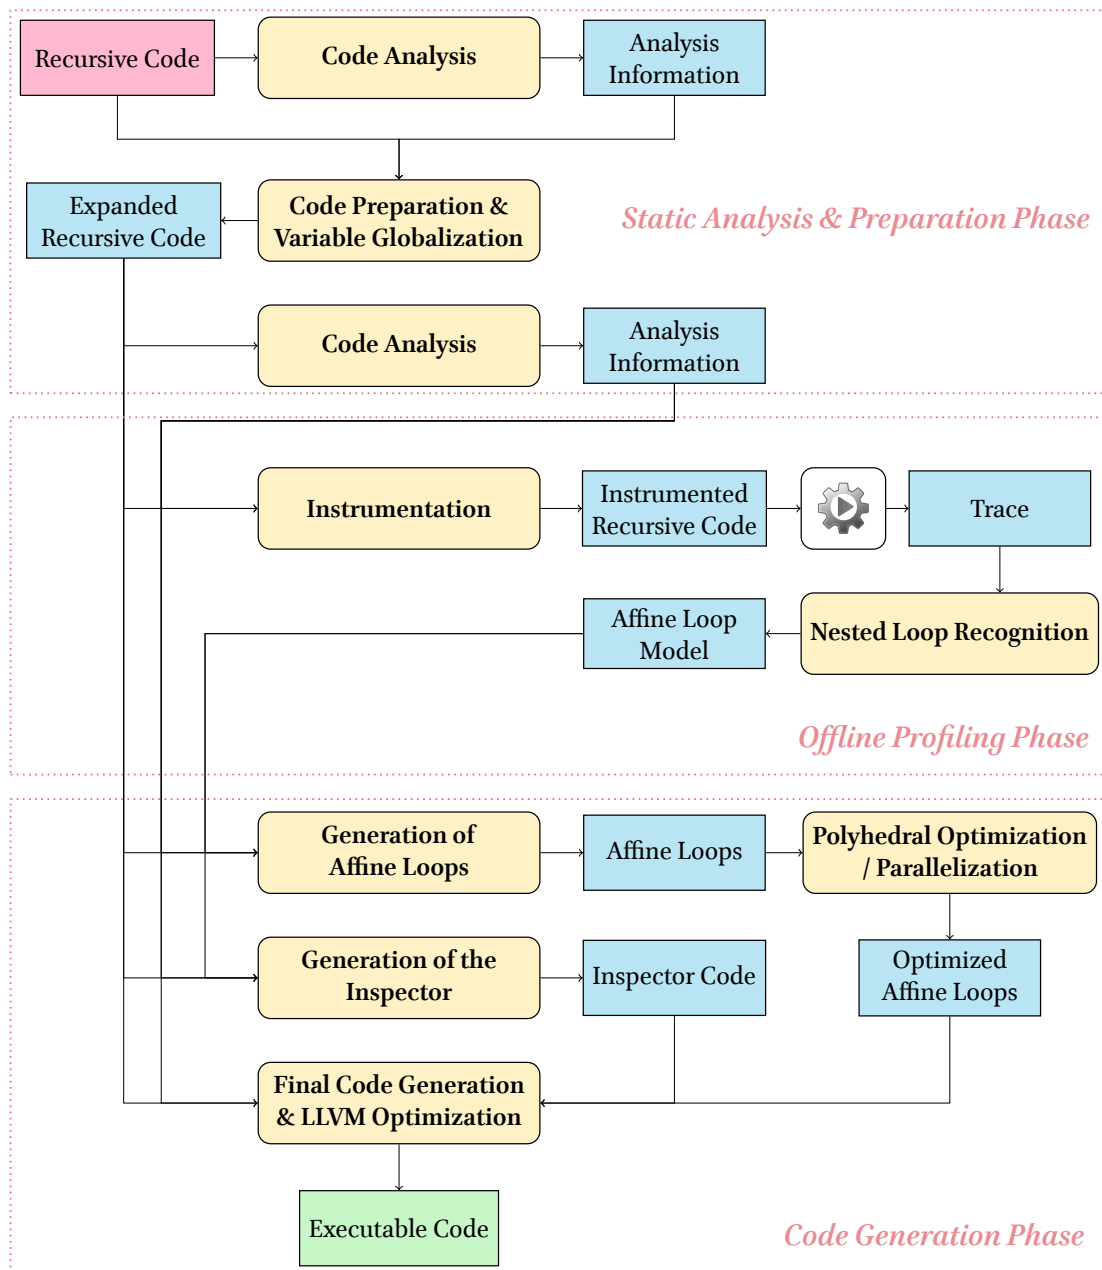 Recursive Code
Code Analysis
Analysis
Information
Expanded
Recursive Code
Code Preparation &
Variable Globalization
Static Analysis & Preparation Phase
Code Analysis
Analysis
Information
Instrumentation
Instrumented
Recursive Code
Trace
Affine Loop
Model
Nested Loop Recognition
Offline Profiling Phase
Generation of
Affine Loops
Affine Loops
Polyhedral Optimization
/ Parallelization
Generation of the
Inspector
Inspector Code
Optimized
Affine Loops
Final Code Generation
& LLVM Optimization
Executable Code
Code Generation Phase